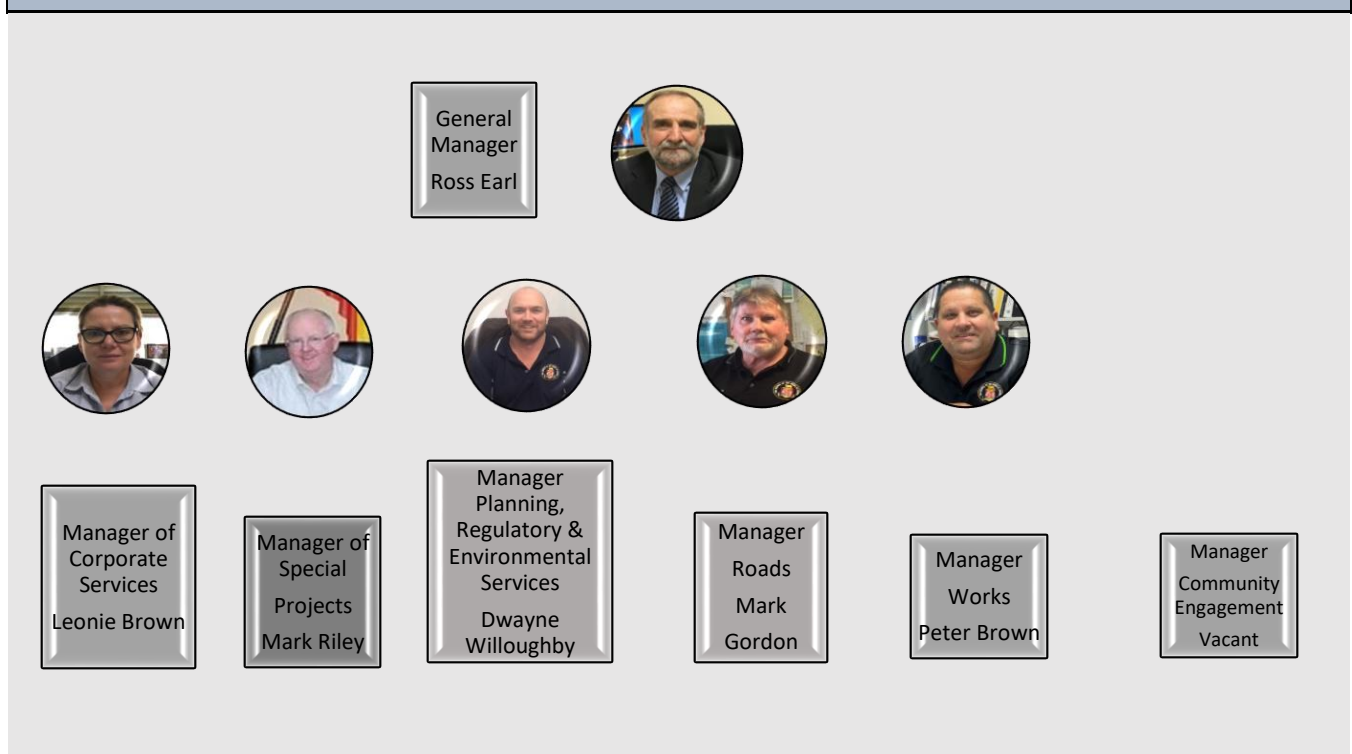 General
Manager
Ross Earl
Manager of
Corporate
Services
Leonie Brown
Manager of
Special
Projects
Mark Riley
Manager
Planning,
Regulatory &
Environmental
Services
Dwayne
Willoughby
Manager
Roads
Mark
Gordon
Manager
Works
Peter Brown
Manager
Community
Engagement
Vacant